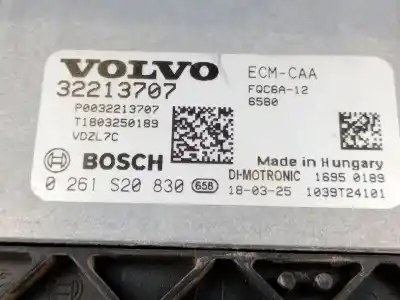 VOLVO
ECM-CAA
32213707
FQC6A-12
P0032213707
6580
T1803250189
VDZL7C
BOSCH
Made in Hungary
DI-MOTRONIC
1695 0189
0 261 S20 830
658
18-03-25
1039T24101